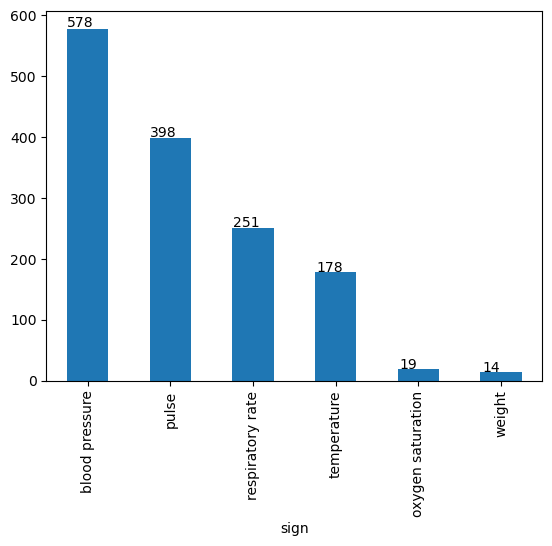 600
500
400
300
200
100
0
578
398
251
178
19
14
blood pressure
pulse
respiratory rate
temperature
oxygen saturation
weight
sign